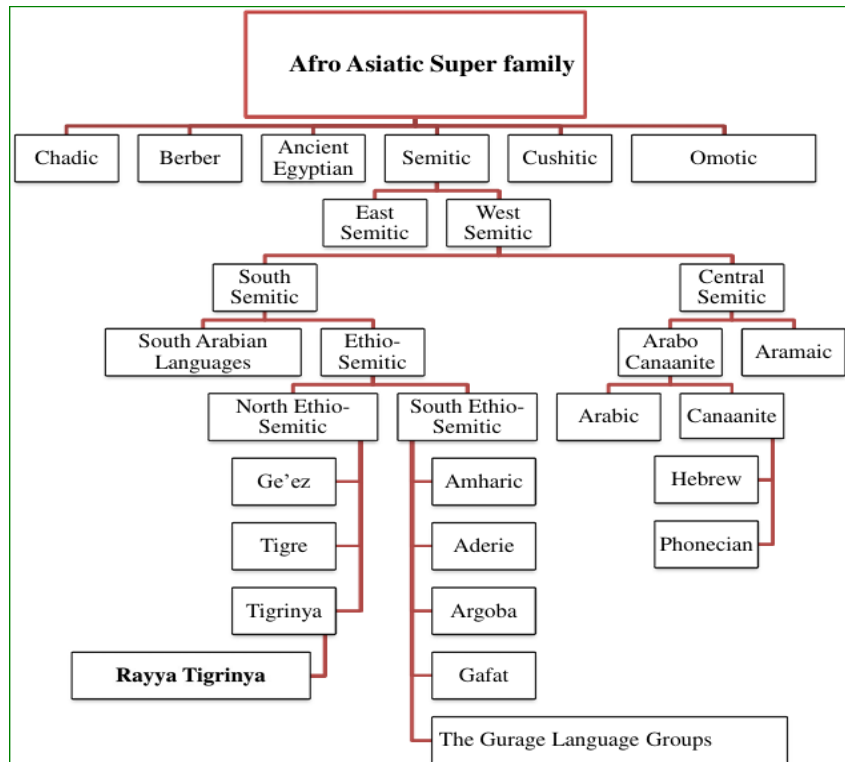 Afro Asiatic Super family
Chadic
Berber
Ancient
Egyptian
Semitic
Cushitic
Omotic
East
Semitic
West
Semitic
South
Semitic
Central
Semitic
South Arabian
Languages
Ethio-
Semitic
Arabo
Canaanite
Aramaic
North Ethio-
Semitic
South Ethio-
Semitic
Arabic
Canaanite
Ge’ez
Amharic
Hebrew
Tigre
Aderie
Phonecian
Tigrinya
Argoba
Rayya Tigrinya
Gafat
The Gurage Language Groups